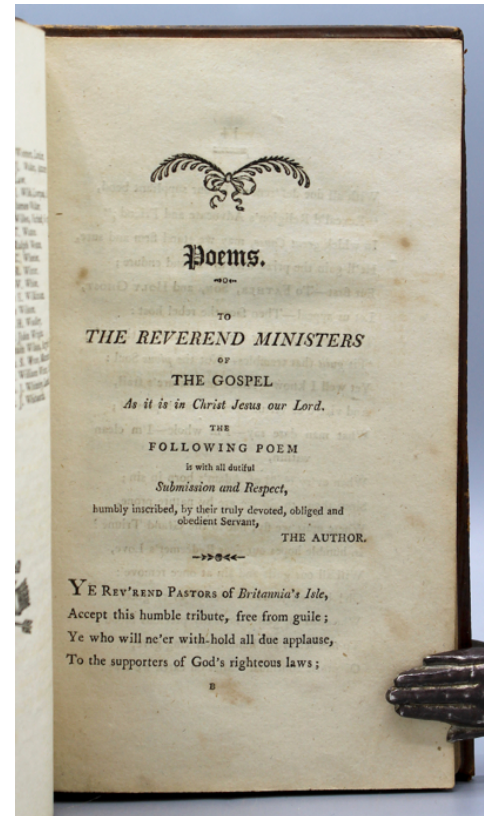 Poems.
TO
THE REVEREND MINISTERS
OF
THE GOSPEL
As it is in Christ Jesus our Lord.
THE
FOLLOWING POEM
is with all dutiful
Submission and Respect,
humbly inscribed, by their truly devoted, obliged and
obedient Servant,
THE AUTHOR.
YE REV'REND PASTORS of Britannia's Isle,
Accept this humble tribute, free from guile ;
Ye who will ne'er with-hold all due applause,
To the supporters of God's righteous laws ;
B